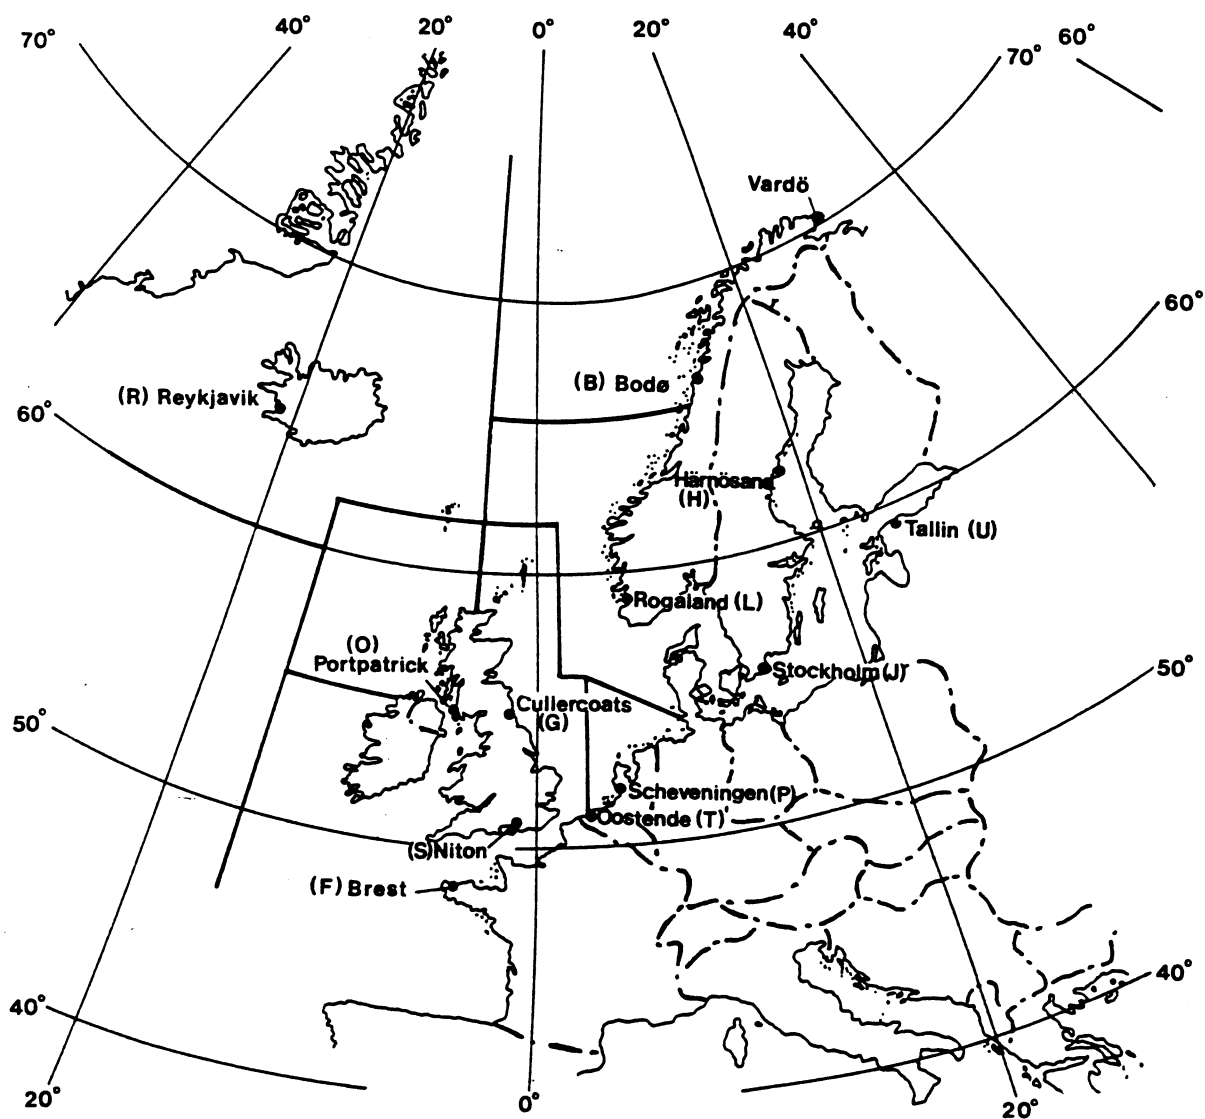 70°
40°
20°
0°
20°
40°
60°
70°
Vardö
60°
(R) Reykjavik
(B) Bodø
60°
Härnösand
(H)
Tallin (U)
Rogaland (L)
(O)
Portpatrick
Stockholm (J)
50°
Cullercoats
(G)
50°
Scheveningen (P)
Oostende (T)
(S) Niton
(F) Brest
40°
40°
20°
0°
20°